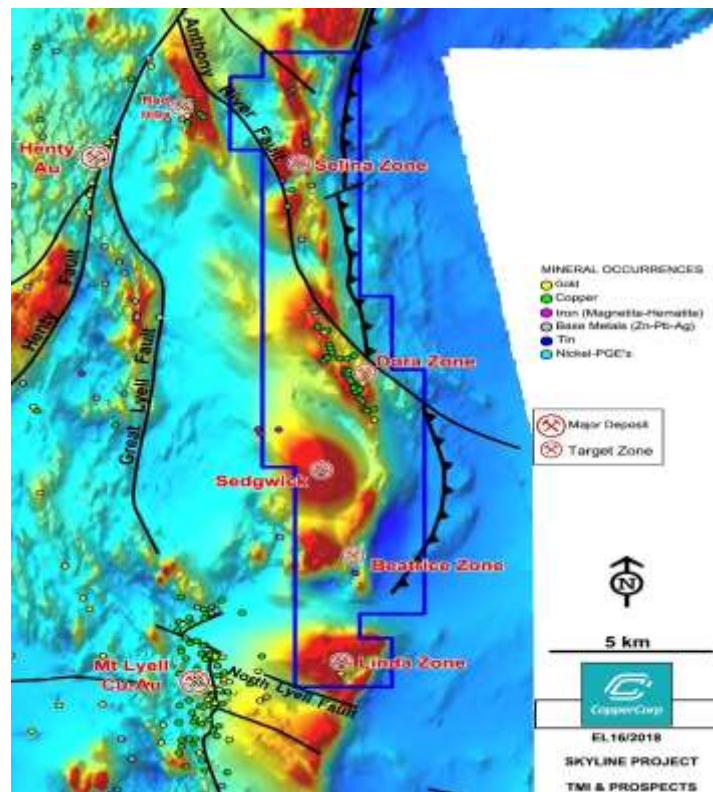 Anthony
River Fault
Red
Hills
Henty
Au
Selina Zone
Henty Fault
Great Lyell Fault
Dora Zone
Sedgwick
Beatrice Zone
Mt Lyell
Cu-Au
North Lyell Fault
Linda Zone
MINERAL OCCURRENCES
Gold
Copper
Iron (Magnetite-Hematite)
Base Metals (Zn-Pb-Ag)
Tin
Nickel-PGE's
Major Deposit
Target Zone
N
5 km
CopperCorp
EL16/2018
SKYLINE PROJECT
TMI & PROSPECTS